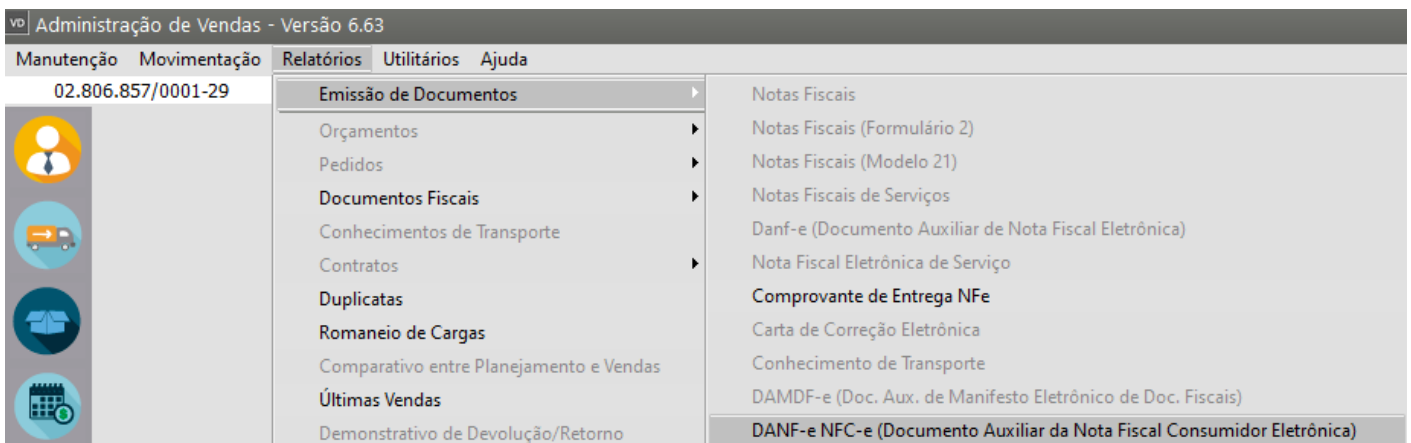 VD Administração de Vendas - Versão 6.63
Manutenção Movimentação Relatórios Utilitários Ajuda
02.806.857/0001-29
Emissão de Documentos
Orçamentos
Pedidos
Documentos Fiscais
Conhecimentos de Transporte
Contratos
Duplicatas
Romaneio de Cargas
Comparativo entre Planejamento e Vendas
Últimas Vendas
Demonstrativo de Devolução/Retorno
Notas Fiscais
Notas Fiscais (Formulário 2)
Notas Fiscais (Modelo 21)
Notas Fiscais de Serviços
Danf-e (Documento Auxiliar de Nota Fiscal Eletrônica)
Nota Fiscal Eletrônica de Serviço
Comprovante de Entrega NFe
Carta de Correção Eletrônica
Conhecimento de Transporte
DAMDF-e (Doc. Aux. de Manifesto Eletrônico de Doc. Fiscais)
DANF-e NFC-e (Documento Auxiliar da Nota Fiscal Consumidor Eletrônica)